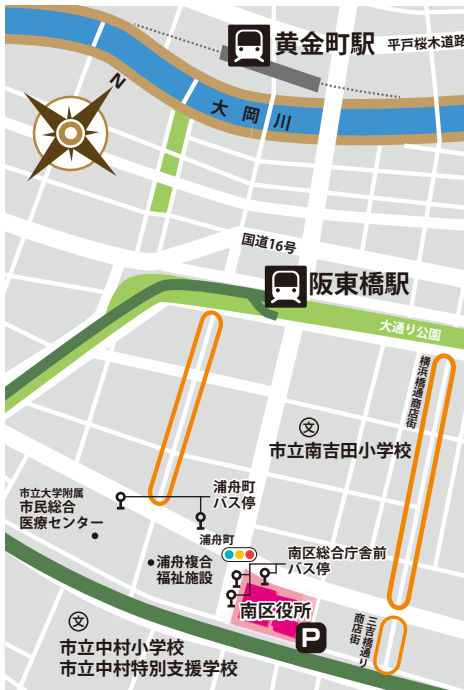 黄金町駅
平戸桜木道路
N
大岡川
国道16号
阪東橋駅
大通り公園
横浜橋通商店街
文
市立南吉田小学校
市立大学附属
市民総合
医療センター
浦舟町
バス停
浦舟町
浦舟複合
福祉施設
南区総合庁舎前
バス停
南区役所
P
三吉橋通り
商店街
文
市立中村小学校
市立中村特別支援学校